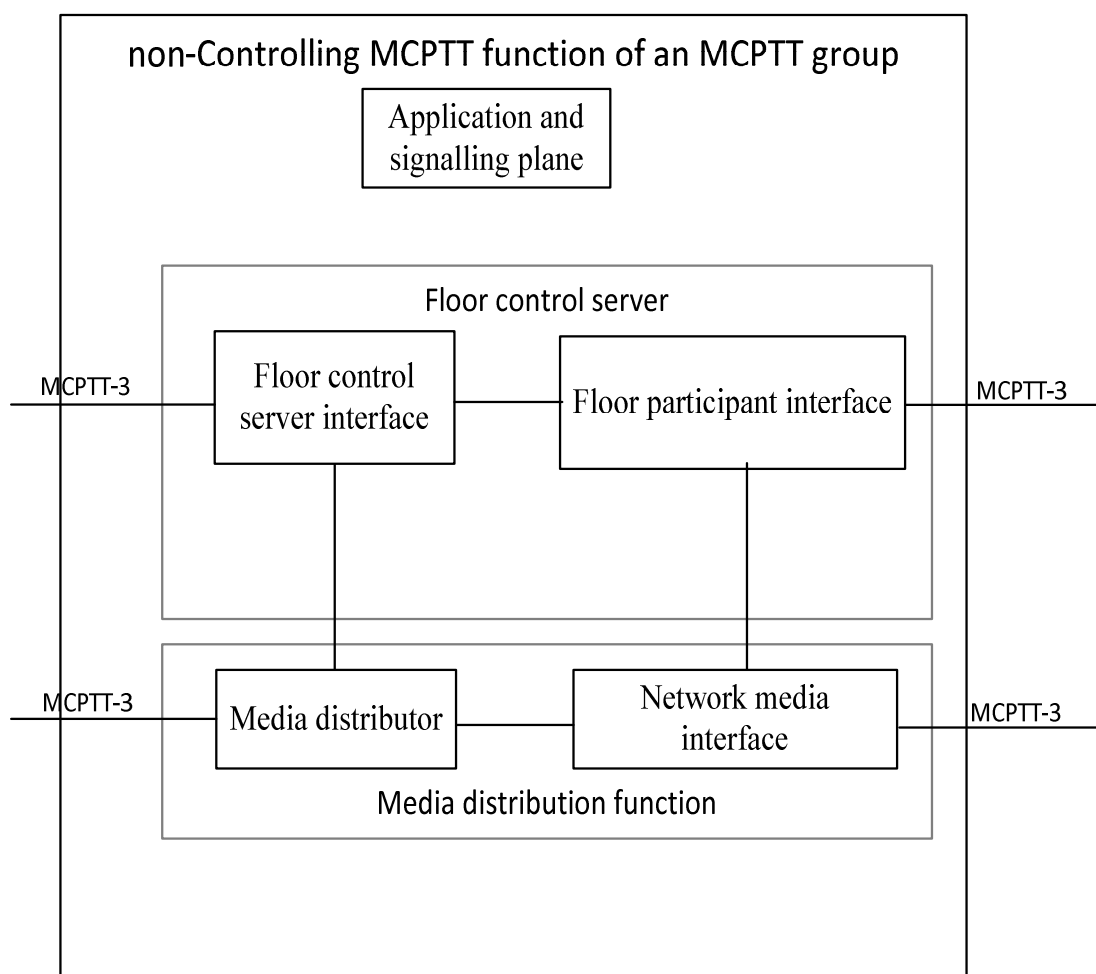 non-Controlling MCPTT function of an MCPTT group
Application and
signalling plane
Floor control server
Floor control
server interface
Floor participant interface
MCPTT-3
MCPTT-3
Media distributor
Network media
interface
MCPTT-3
MCPTT-3
Media distribution function